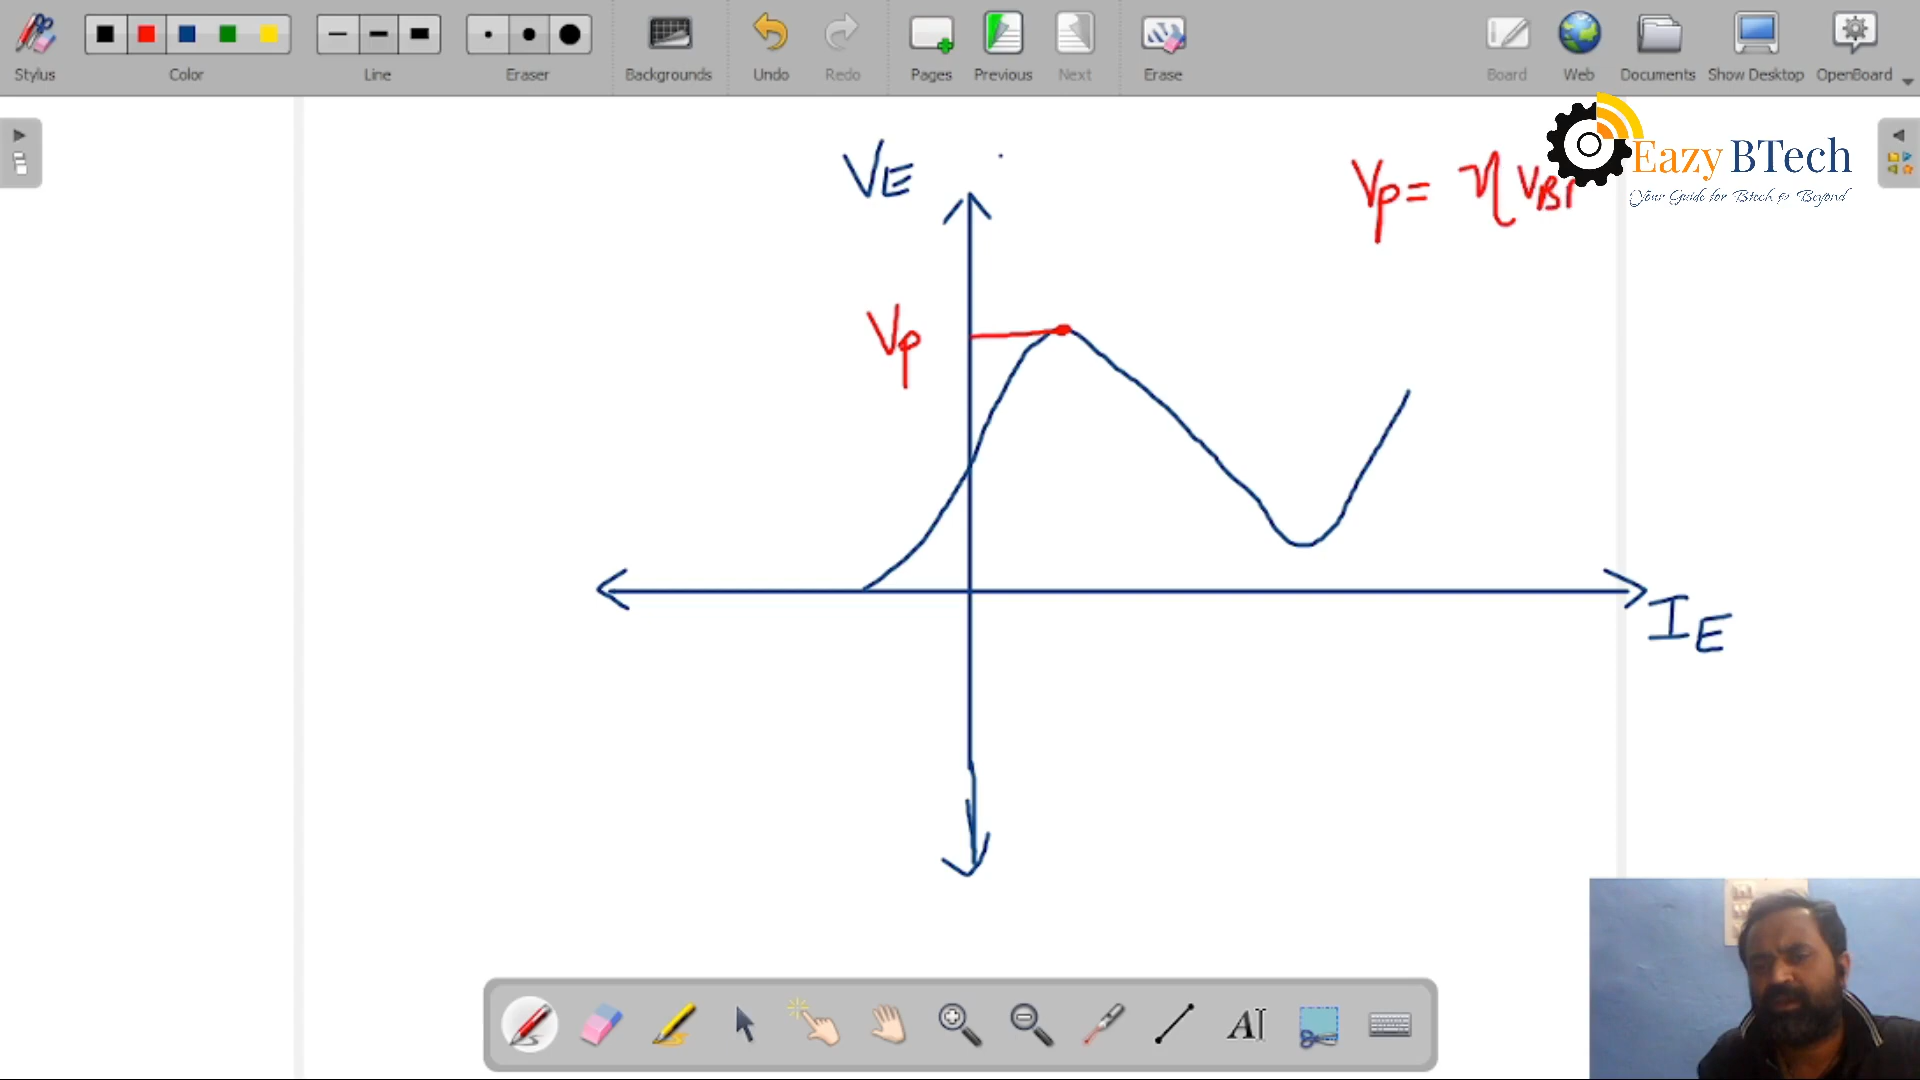 Stylus Color Line Eraser Backgrounds Undo Redo Pages Previous Next Erase Board Web Documents Show Desktop OpenBoard
Eazy BTech
Your Guide for Btech & Beyond
VE
Vp = η
Vp
IE
AI